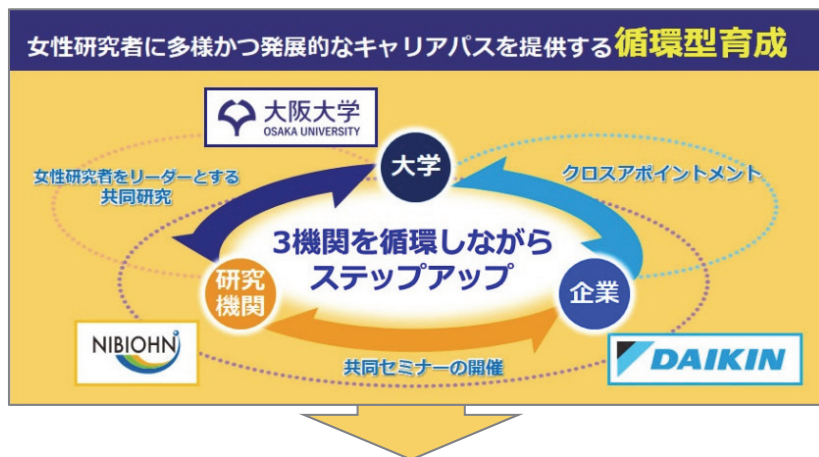 女性研究者に多様かつ発展的なキャリアパスを提供する循環型育成
大阪大学
OSAKA UNIVERSITY
大学
女性研究者をリーダーとする
共同研究
クロスアポイントメント
3機関を循環しながら
ステップアップ
研究
機関
企業
NIBIOHN
共同セミナーの開催
DAIKIN